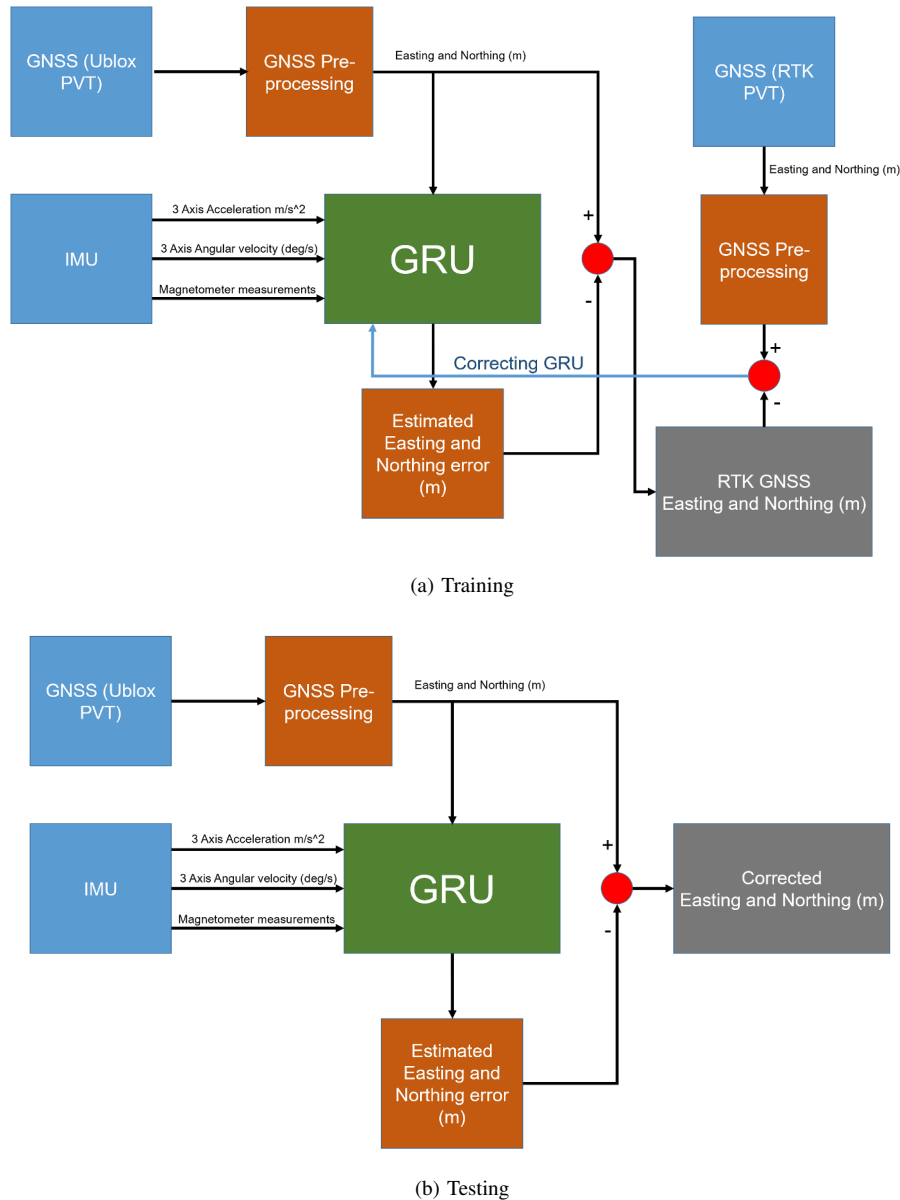 GNSS (Ublox
PVT)
GNSS Pre-
processing
Easting and Northing (m)
GNSS (RTK
PVT)
Easting and Northing (m)
IMU
3 Axis Acceleration m/s^2
3 Axis Angular velocity (deg/s)
Magnetometer measurements
GRU
+
-
GNSS Pre-
processing
+
-
Correcting GRU
Estimated
Easting and
Northing error
(m)
RTK GNSS
Easting and Northing (m)
(a) Training
GNSS (Ublox
PVT)
GNSS Pre-
processing
Easting and Northing (m)
IMU
3 Axis Acceleration m/s^2
3 Axis Angular velocity (deg/s)
Magnetometer measurements
GRU
+
-
Corrected
Easting and Northing (m)
Estimated
Easting and
Northing error
(m)
(b) Testing